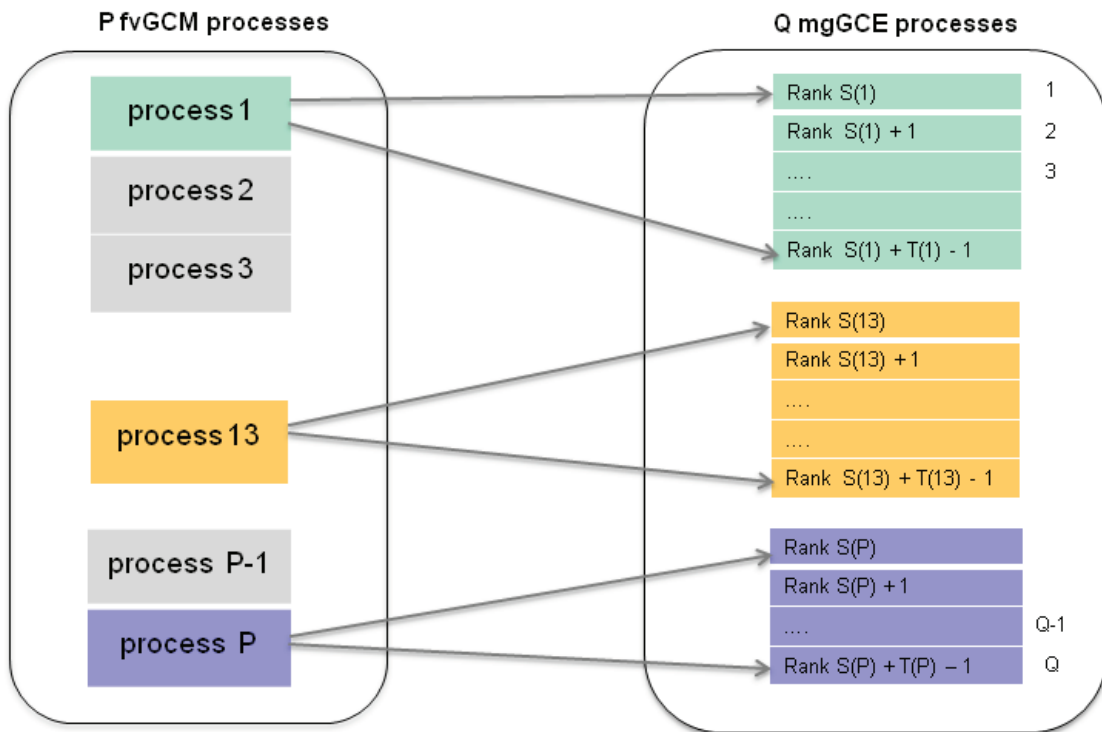 P fvGCM processes
Q mgGCE processes
process 1
process 2
process 3
process 13
process P-1
process P
Rank S(1) 1
Rank S(1) + 1 2
.... 3
....
Rank S(1) + T(1) - 1
Rank S(13)
Rank S(13) + 1
....
....
Rank S(13) + T(13) - 1
Rank S(P)
Rank S(P) + 1
.... Q-1
Rank S(P) + T(P) – 1 Q